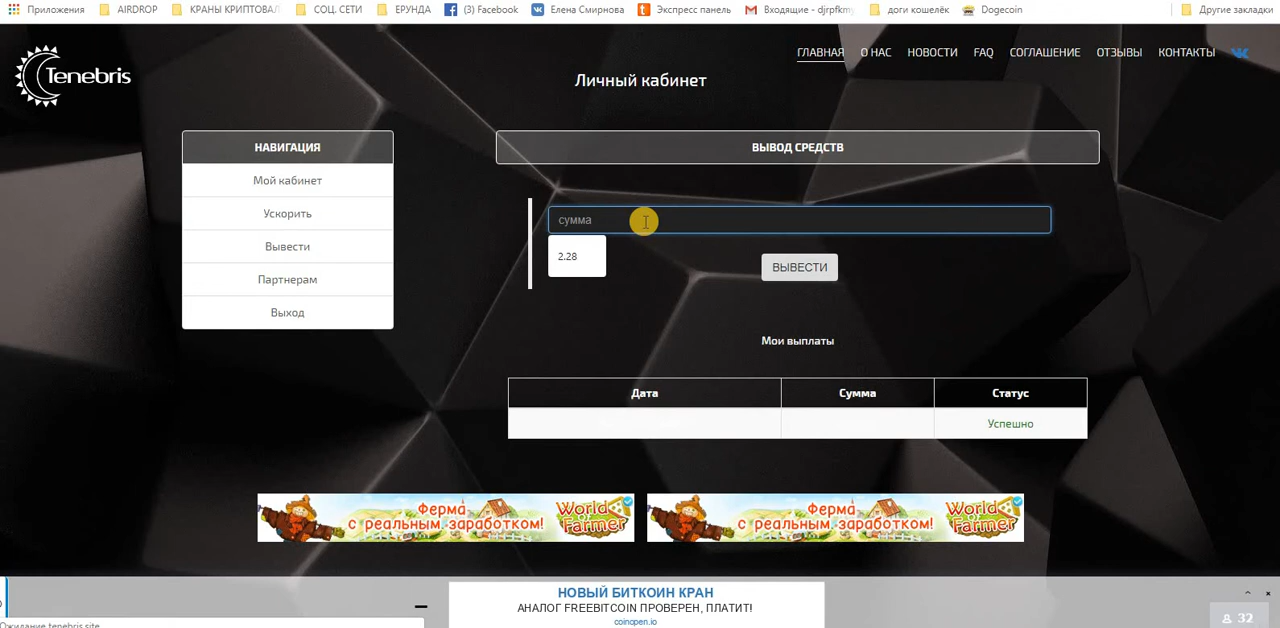 Приложения
AIRDROP
КРАНЫ КРИПТОВАЛ
СОЦ. СЕТИ
ЕРУНДА
(3) Facebook
Елена Смирнова
Экспресс панель
Входящие - djrpfkm
доги кошелёк
Dogecoin
Другие закладки
Tenebris
ГЛАВНАЯ
О НАС
НОВОСТИ
FAQ
СОГЛАШЕНИЕ
ОТЗЫВЫ
КОНТАКТЫ
Личный кабинет
НАВИГАЦИЯ
Мой кабинет
Ускорить
Вывести
Партнерам
Выход
ВЫВОД СРЕДСТВ
сумма
2.28
ВЫВЕСТИ
Мои выплаты
Дата
Сумма
Статус
Успешно
Ферма
с реальным заработком!
World of Farmer
Ферма
с реальным заработком!
World of Farmer
НОВЫЙ БИТКОИН КРАН
АНАЛОГ FREEBITCOIN ПРОВЕРЕН, ПЛАТИТ!
coinopen.io
32
Ожидание tenebris.site